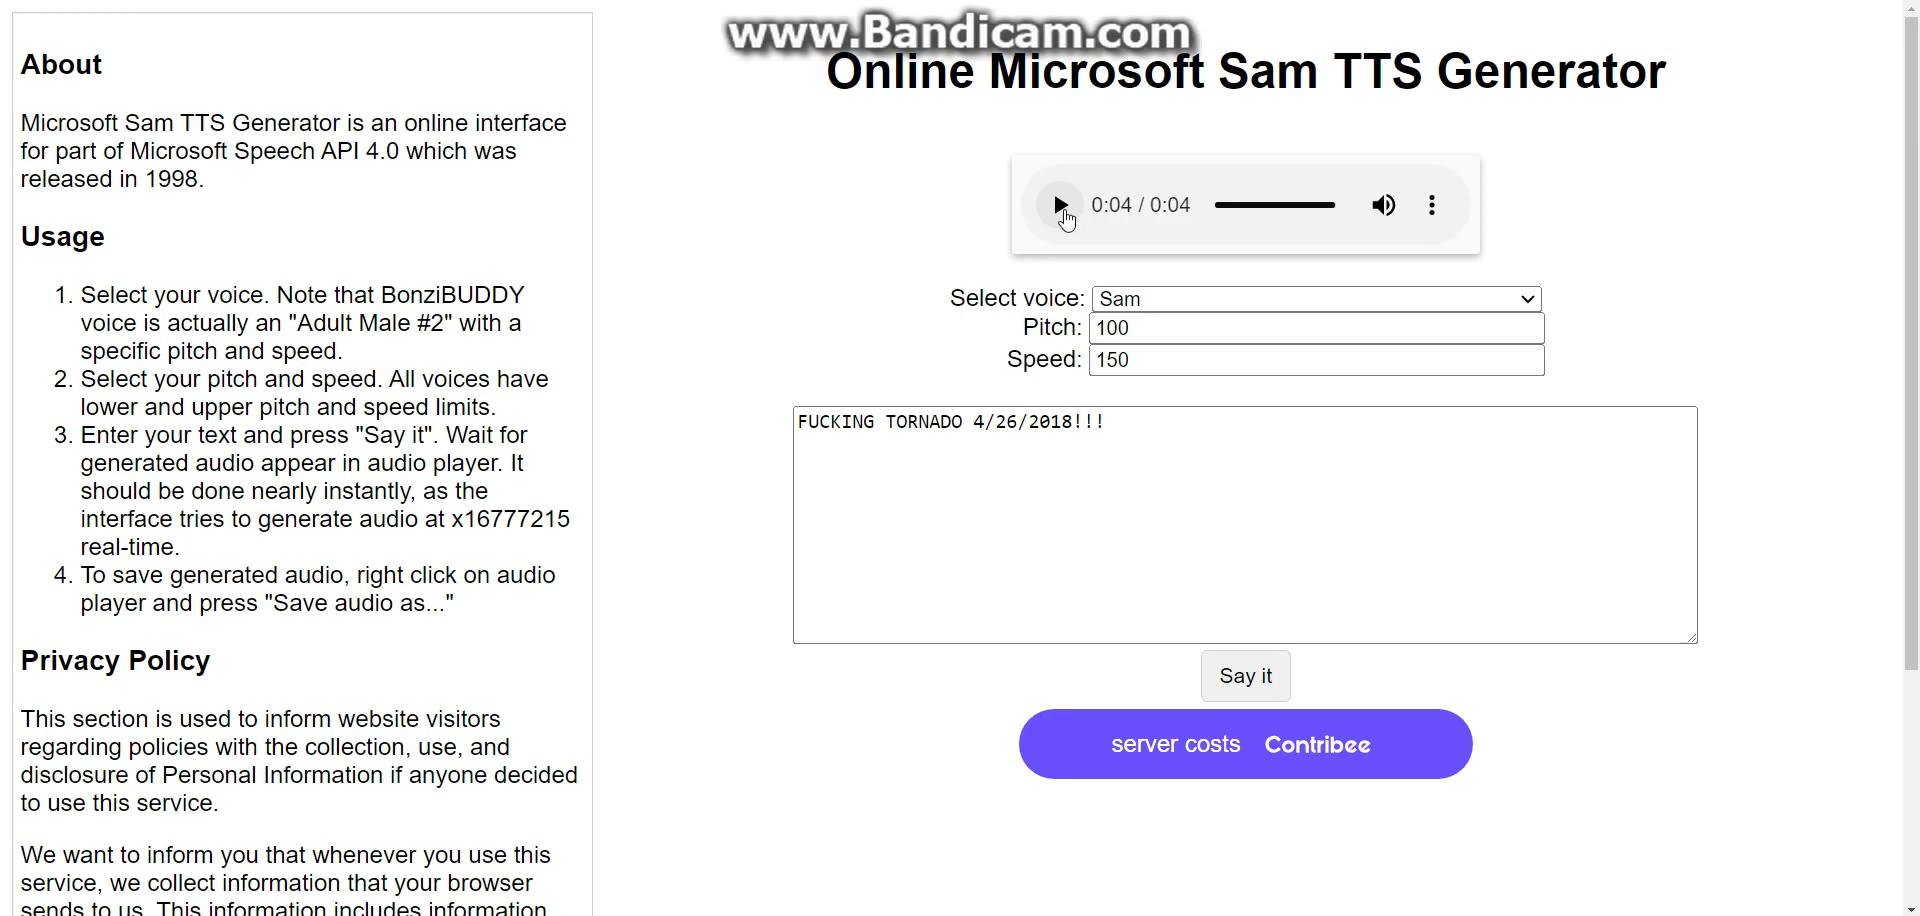 www.Bandicam.com
About
Microsoft Sam TTS Generator is an online interface
for part of Microsoft Speech API 4.0 which was
released in 1998.
Usage
1. Select your voice. Note that BonziBUDDY
voice is actually an "Adult Male #2" with a
specific pitch and speed.
2. Select your pitch and speed. All voices have
lower and upper pitch and speed limits.
3. Enter your text and press "Say it". Wait for
generated audio appear in audio player. It
should be done nearly instantly, as the
interface tries to generate audio at x16777215
real-time.
4. To save generated audio, right click on audio
player and press "Save audio as..."
Privacy Policy
This section is used to inform website visitors
regarding policies with the collection, use, and
disclosure of Personal Information if anyone decided
to use this service.
We want to inform you that whenever you use this
service, we collect information that your browser
sends to us. This information includes information
Online Microsoft Sam TTS Generator
0:04 / 0:04
Select voice: Sam
Pitch: 100
Speed: 150
FUCKING TORNADO 4/26/2018!!!
Say it
server costs Contribee